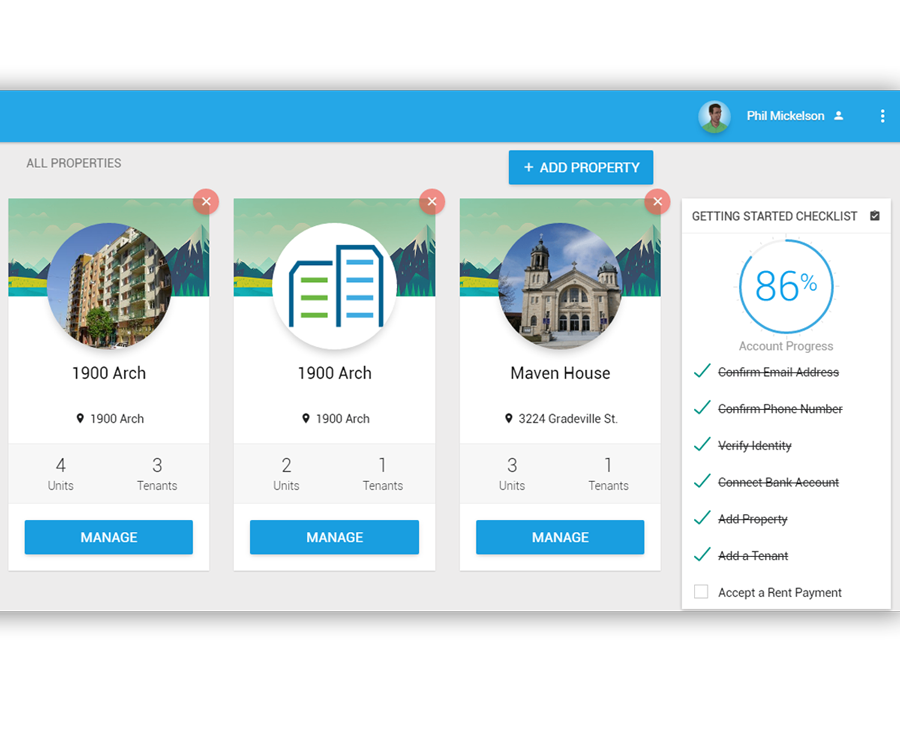 Phil Mickelson
ALL PROPERTIES
+ ADD PROPERTY
1900 Arch
1900 Arch
4 3
Units Tenants
MANAGE
1900 Arch
1900 Arch
2 1
Units Tenants
MANAGE
Maven House
3224 Gradeville St.
3 1
Units Tenants
MANAGE
GETTING STARTED CHECKLIST
86%
Account Progress
Confirm Email Address
Confirm Phone Number
Verify Identity
Connect Bank Account
Add Property
Add a Tenant
Accept a Rent Payment